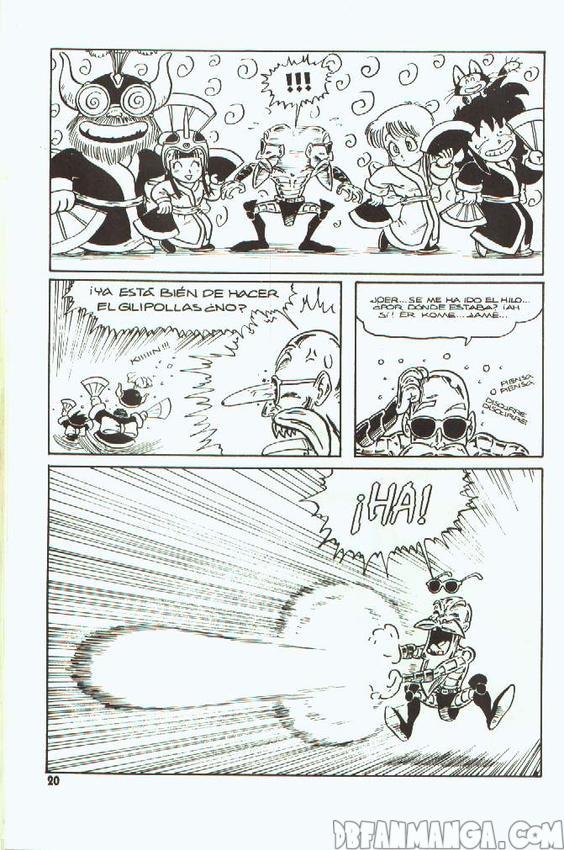 !!!
¡YA ESTÁ BIÉN DE HACER
EL GILIPOLLAS ¿NO?
KIIIIN!!!
JOER... SE ME HA IDO EL HILO...
¿POR DÓNDE ESTABA? ¡AH
SÍ! ER KOME... JAME...
PIENSA
PIENSA
DISCURRE
DISCURRE
¡HA!
20
DBFANMANGA.COM